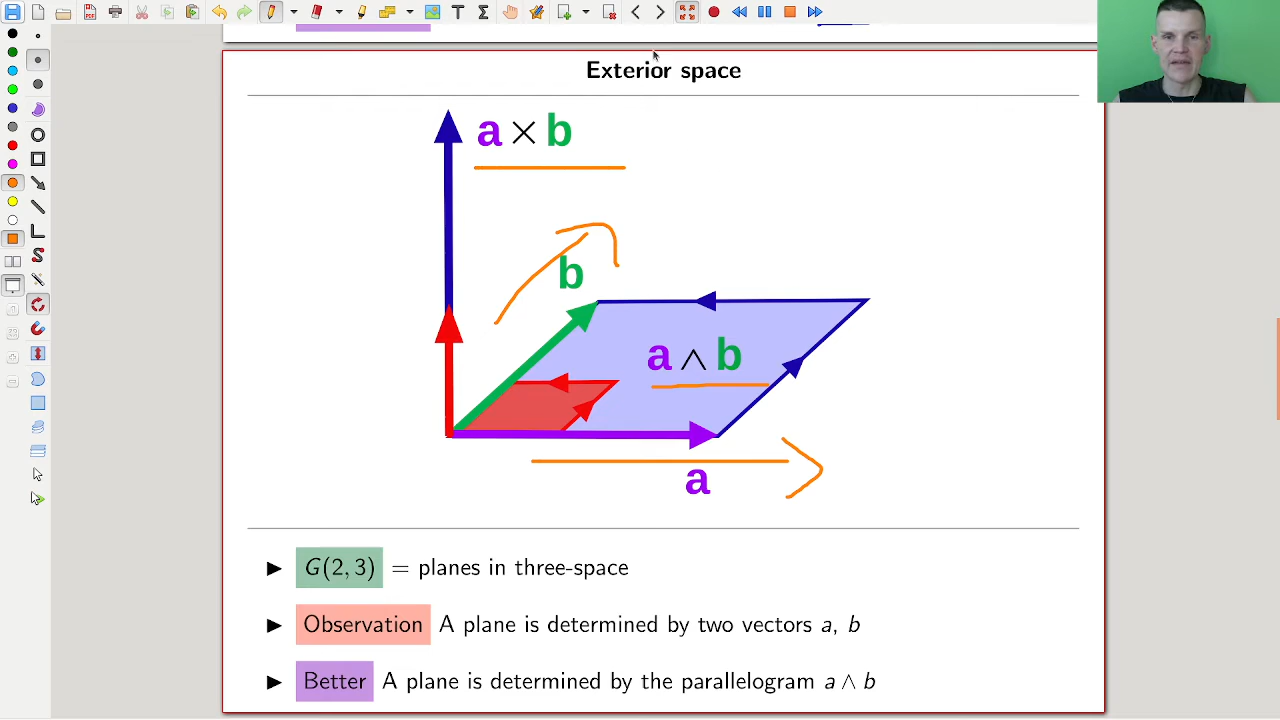 Exterior space
a × b
b
a ∧ b
a
▶ G(2, 3) = planes in three-space
▶ Observation A plane is determined by two vectors a, b
▶ Better A plane is determined by the parallelogram a ∧ b